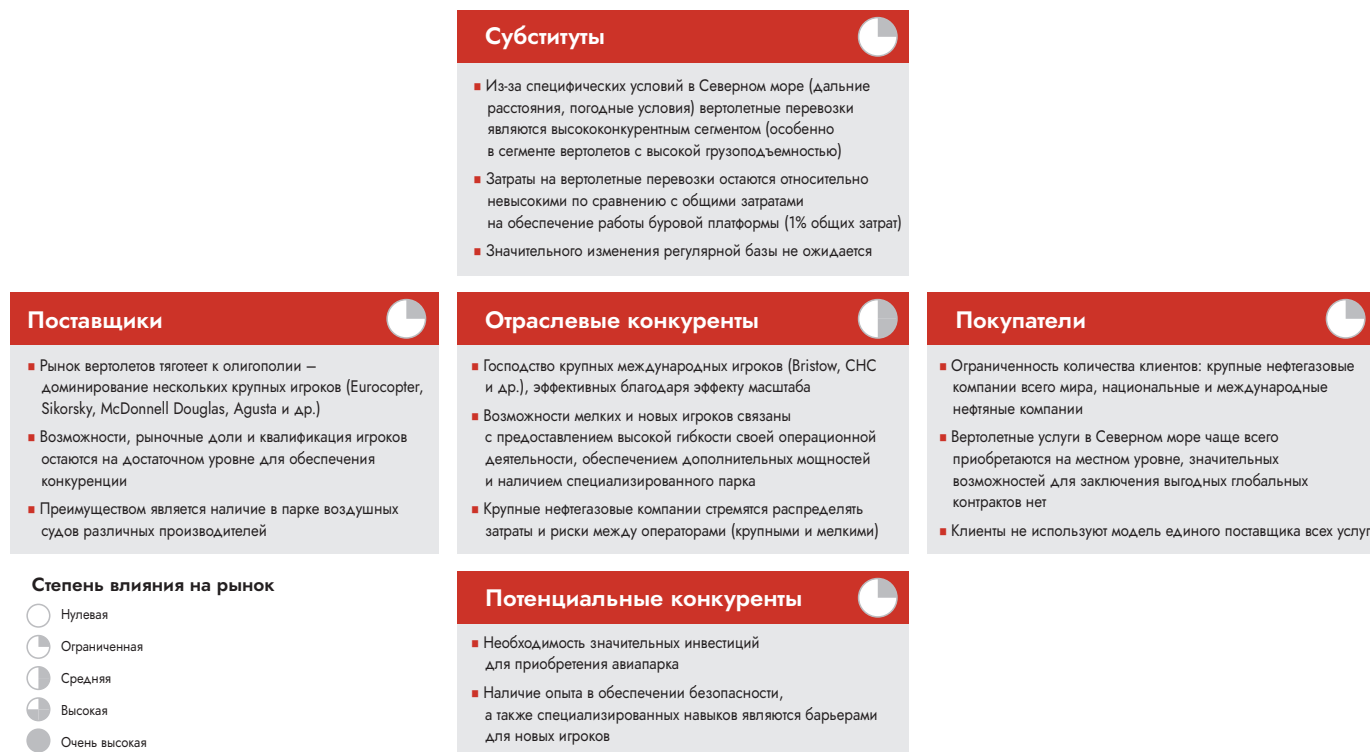 Субституты
Из-за специфических условий в Северном море (дальние
расстояния, погодные условия) вертолетные перевозки
являются высококонкурентным сегментом (особенно
в сегменте вертолетов с высокой грузоподъемностью)
Затраты на вертолетные перевозки остаются относительно
невысокими по сравнению с общими затратами
на обеспечение работы буровой платформы (1% общих затрат)
Значительного изменения регулярной базы не ожидается
Поставщики
Рынок вертолетов тяготеет к олигополии –
доминирование нескольких крупных игроков (Eurocopter,
Sikorsky, McDonnell Douglas, Agusta и др.)
Возможности, рыночные доли и квалификация игроков
остаются на достаточном уровне для обеспечения
конкуренции
Преимуществом является наличие в парке воздушных
судов различных производителей
Отраслевые конкуренты
Господство крупных международных игроков (Bristow, CHC
и др.), эффективных благодаря эффекту масштаба
Возможности мелких и новых игроков связаны
с предоставлением высокой гибкости своей операционной
деятельности, обеспечением дополнительных мощностей
и наличием специализированного парка
Крупные нефтегазовые компании стремятся распределять
затраты и риски между операторами (крупными и мелкими)
Покупатели
Ограниченность количества клиентов: крупные нефтегазовые
компании всего мира, национальные и международные
нефтяные компании
Вертолетные услуги в Северном море чаще всего
приобретаются на местном уровне, значительных
возможностей для заключения выгодных глобальных
контрактов нет
Клиенты не используют модель единого поставщика всех услуг
Степень влияния на рынок
Нулевая
Ограниченная
Средняя
Высокая
Очень высокая
Потенциальные конкуренты
Необходимость значительных инвестиций
для приобретения авиапарка
Наличие опыта в обеспечении безопасности,
а также специализированных навыков являются барьерами
для новых игроков